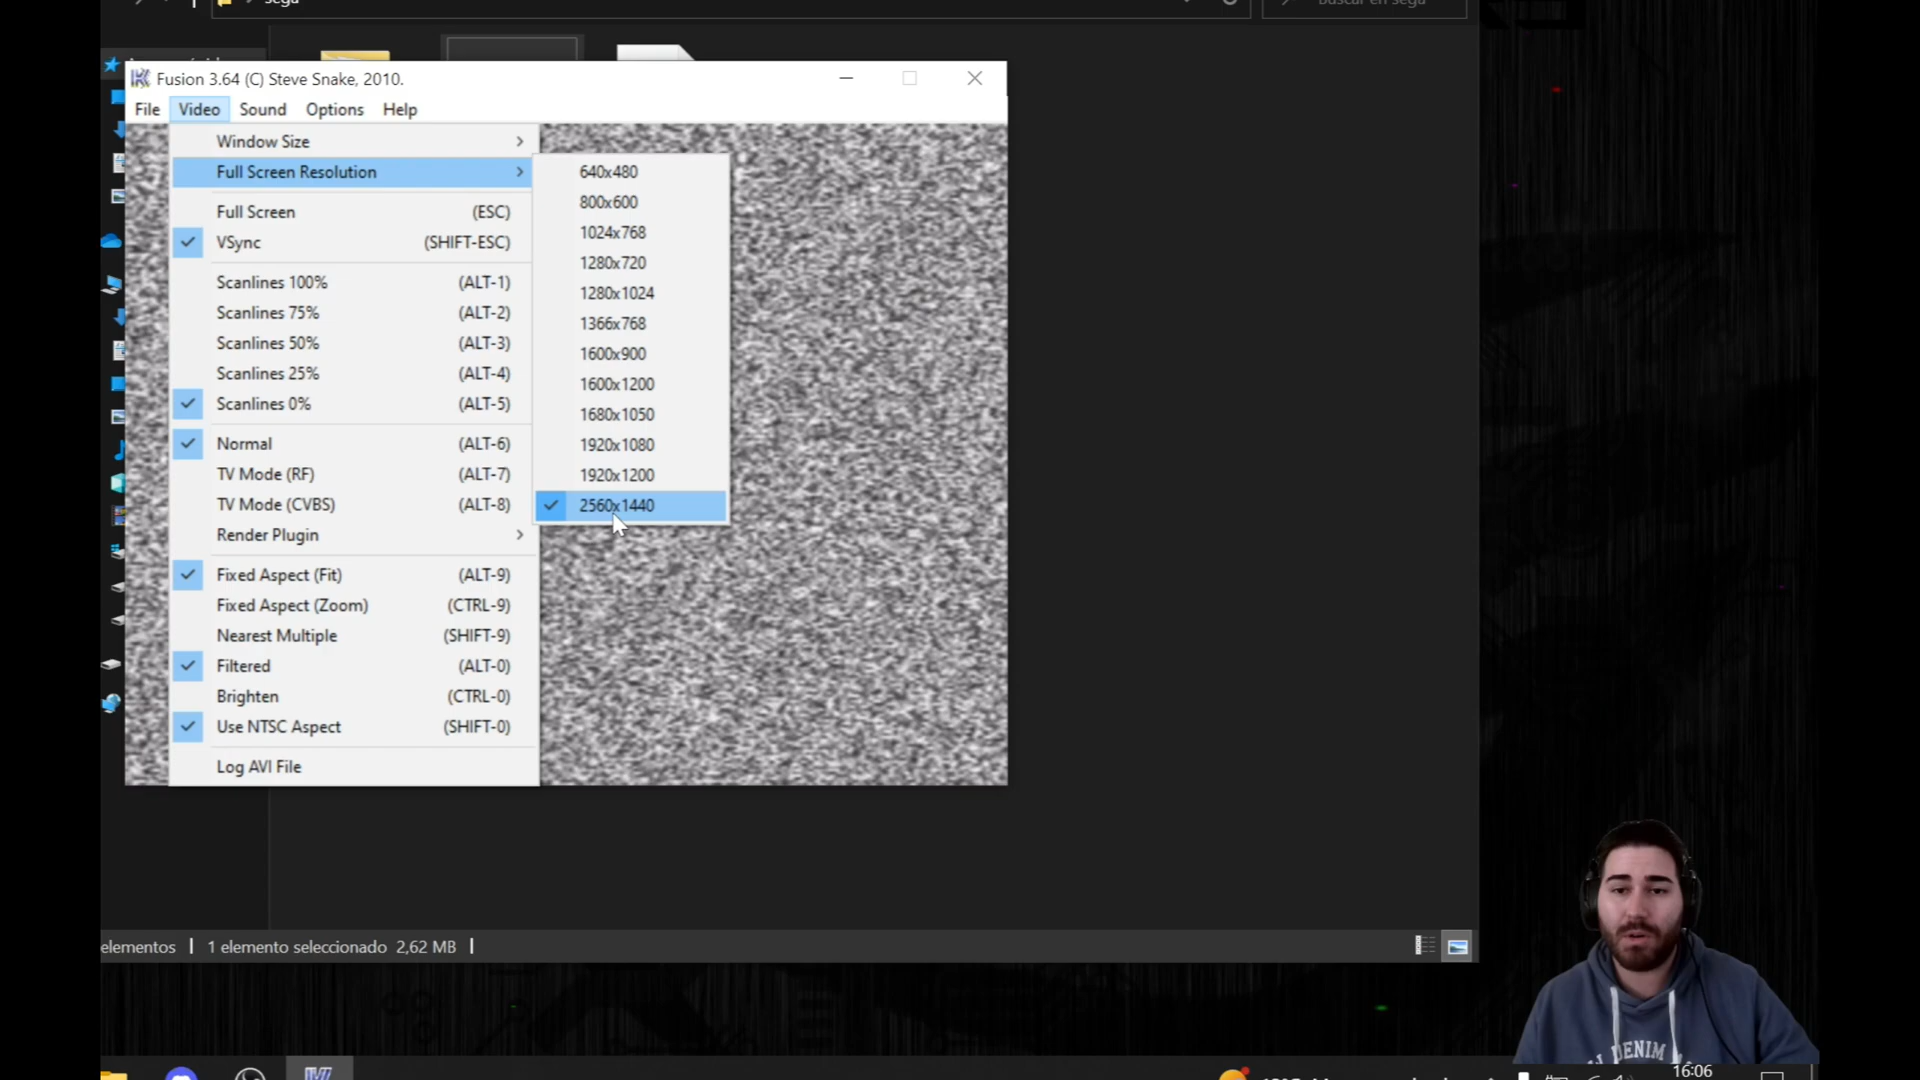 sega
Buscar en sega
Fusion 3.64 (C) Steve Snake, 2010.
File Video Sound Options Help
Window Size
Full Screen Resolution
Full Screen (ESC)
VSync (SHIFT-ESC)
Scanlines 100% (ALT-1)
Scanlines 75% (ALT-2)
Scanlines 50% (ALT-3)
Scanlines 25% (ALT-4)
Scanlines 0% (ALT-5)
Normal (ALT-6)
TV Mode (RF) (ALT-7)
TV Mode (CVBS) (ALT-8)
Render Plugin
Fixed Aspect (Fit) (ALT-9)
Fixed Aspect (Zoom) (CTRL-9)
Nearest Multiple (SHIFT-9)
Filtered (ALT-0)
Brighten (CTRL-0)
Use NTSC Aspect (SHIFT-0)
Log AVI File
640x480
800x600
1024x768
1280x720
1280x1024
1366x768
1600x900
1600x1200
1680x1050
1920x1080
1920x1200
2560x1440
elementos 1 elemento seleccionado 2,62 MB
DENIM
16:06